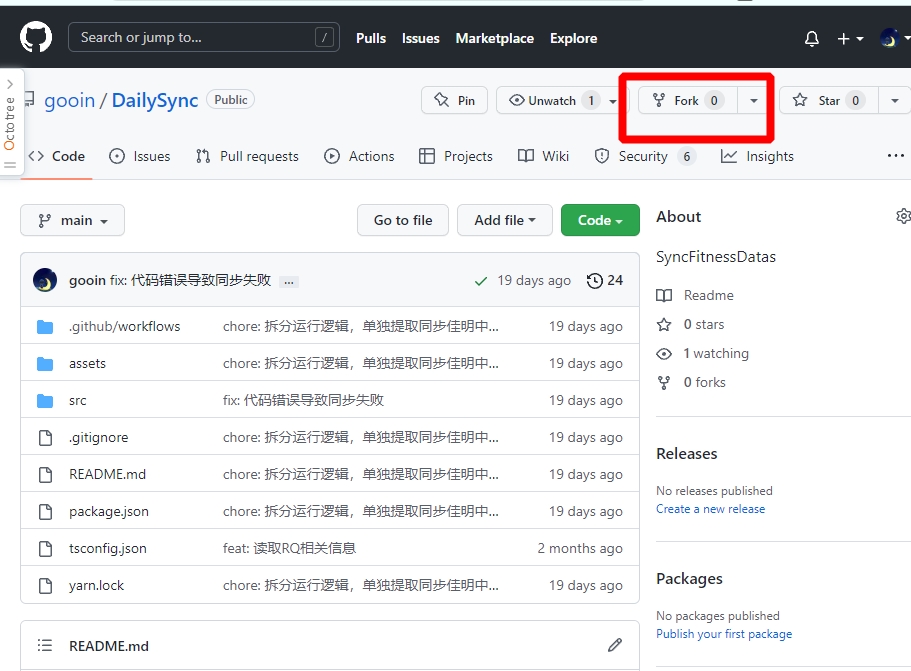 Search or jump to... /
Pulls Issues Marketplace Explore
Octotree
gooin / DailySync Public
Pin Unwatch 1 Fork 0 Star 0
Code Issues Pull requests Actions Projects Wiki Security 6 Insights ...
main Go to file Add file Code
gooin fix: 代码错误导致同步失败 ... 19 days ago 24
.github/workflows chore: 拆分运行逻辑，单独提取同步佳明中... 19 days ago
assets chore: 拆分运行逻辑，单独提取同步佳明中... 19 days ago
src fix: 代码错误导致同步失败 19 days ago
.gitignore chore: 拆分运行逻辑，单独提取同步佳明中... 19 days ago
README.md chore: 拆分运行逻辑，单独提取同步佳明中... 19 days ago
package.json chore: 拆分运行逻辑，单独提取同步佳明中... 19 days ago
tsconfig.json feat: 读取RQ相关信息 2 months ago
yarn.lock chore: 拆分运行逻辑，单独提取同步佳明中... 19 days ago
README.md
About
SyncFitnessDatas
Readme
0 stars
1 watching
0 forks
Releases
No releases published
Create a new release
Packages
No packages published
Publish your first package